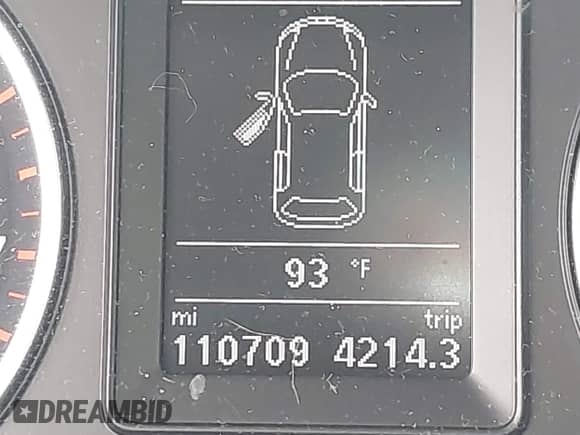 93 °F
mi trip
110709 4214.3
DREAMBID